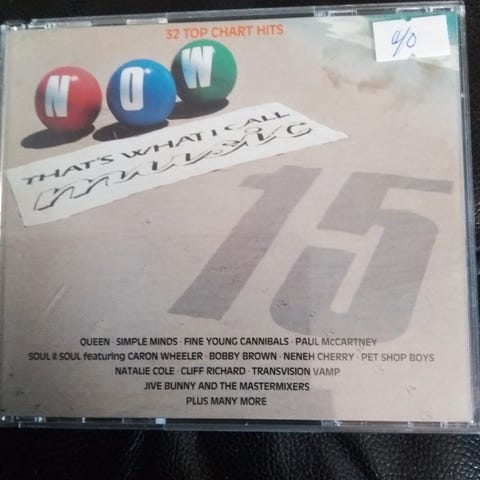 32 TOP CHART HITS
NOW
THAT'S WHAT I CALL
music
15
QUEEN · SIMPLE MINDS · FINE YOUNG CANNIBALS · PAUL McCARTNEY
SOUL II SOUL featuring CARON WHEELER · BOBBY BROWN · NENEH CHERRY · PET SHOP BOYS
NATALIE COLE · CLIFF RICHARD · TRANSVISION VAMP
JIVE BUNNY AND THE MASTERMIXERS
PLUS MANY MORE